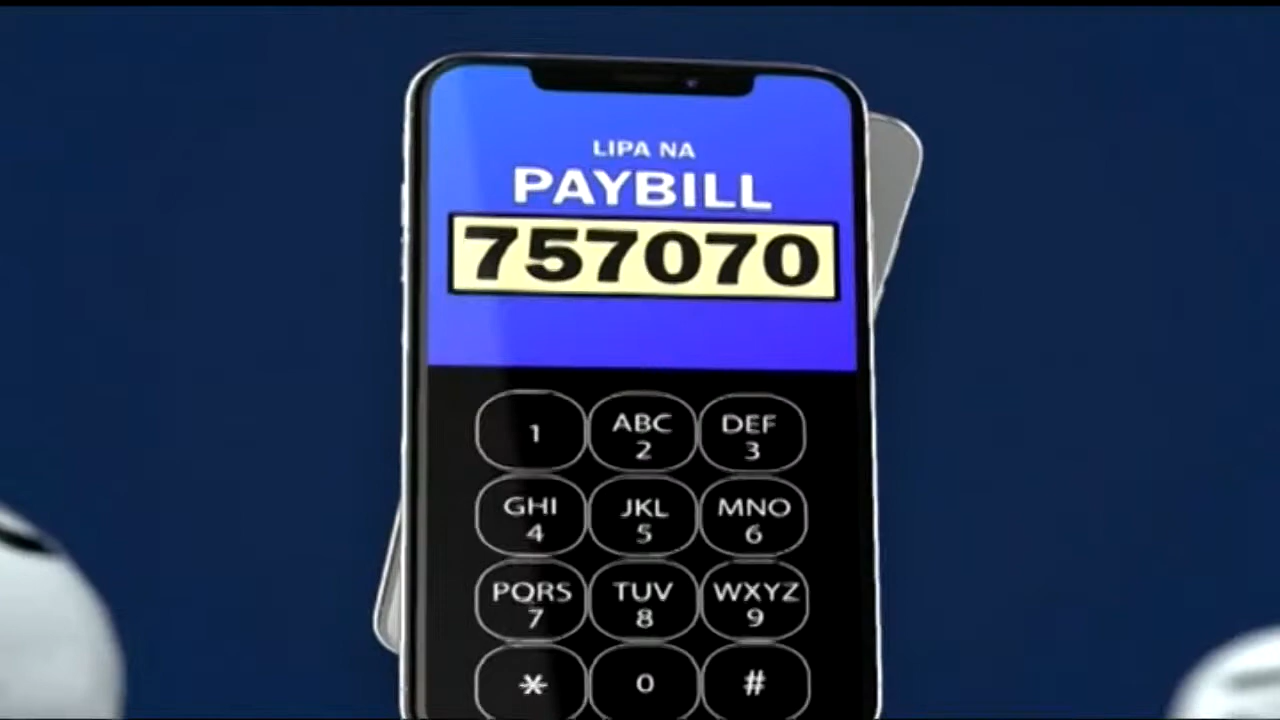 LIPA NA
PAYBILL
757070
1
ABC
2
DEF
3
GHI
4
JKL
5
MNO
6
PQRS
7
TUV
8
WXYZ
9
*
0
#